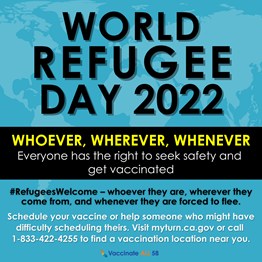 WORLD
REFUGEE
DAY 2022
WHOEVER, WHEREVER, WHENEVER
Everyone has the right to seek safety and
get vaccinated
#RefugeesWelcome – whoever they are, wherever they
come from, and whenever they are forced to flee.
Schedule your vaccine or help someone who might have
difficulty scheduling theirs. Visit myturn.ca.gov or call
1-833-422-4255 to find a vaccination location near you.
Vaccinate ALL 58